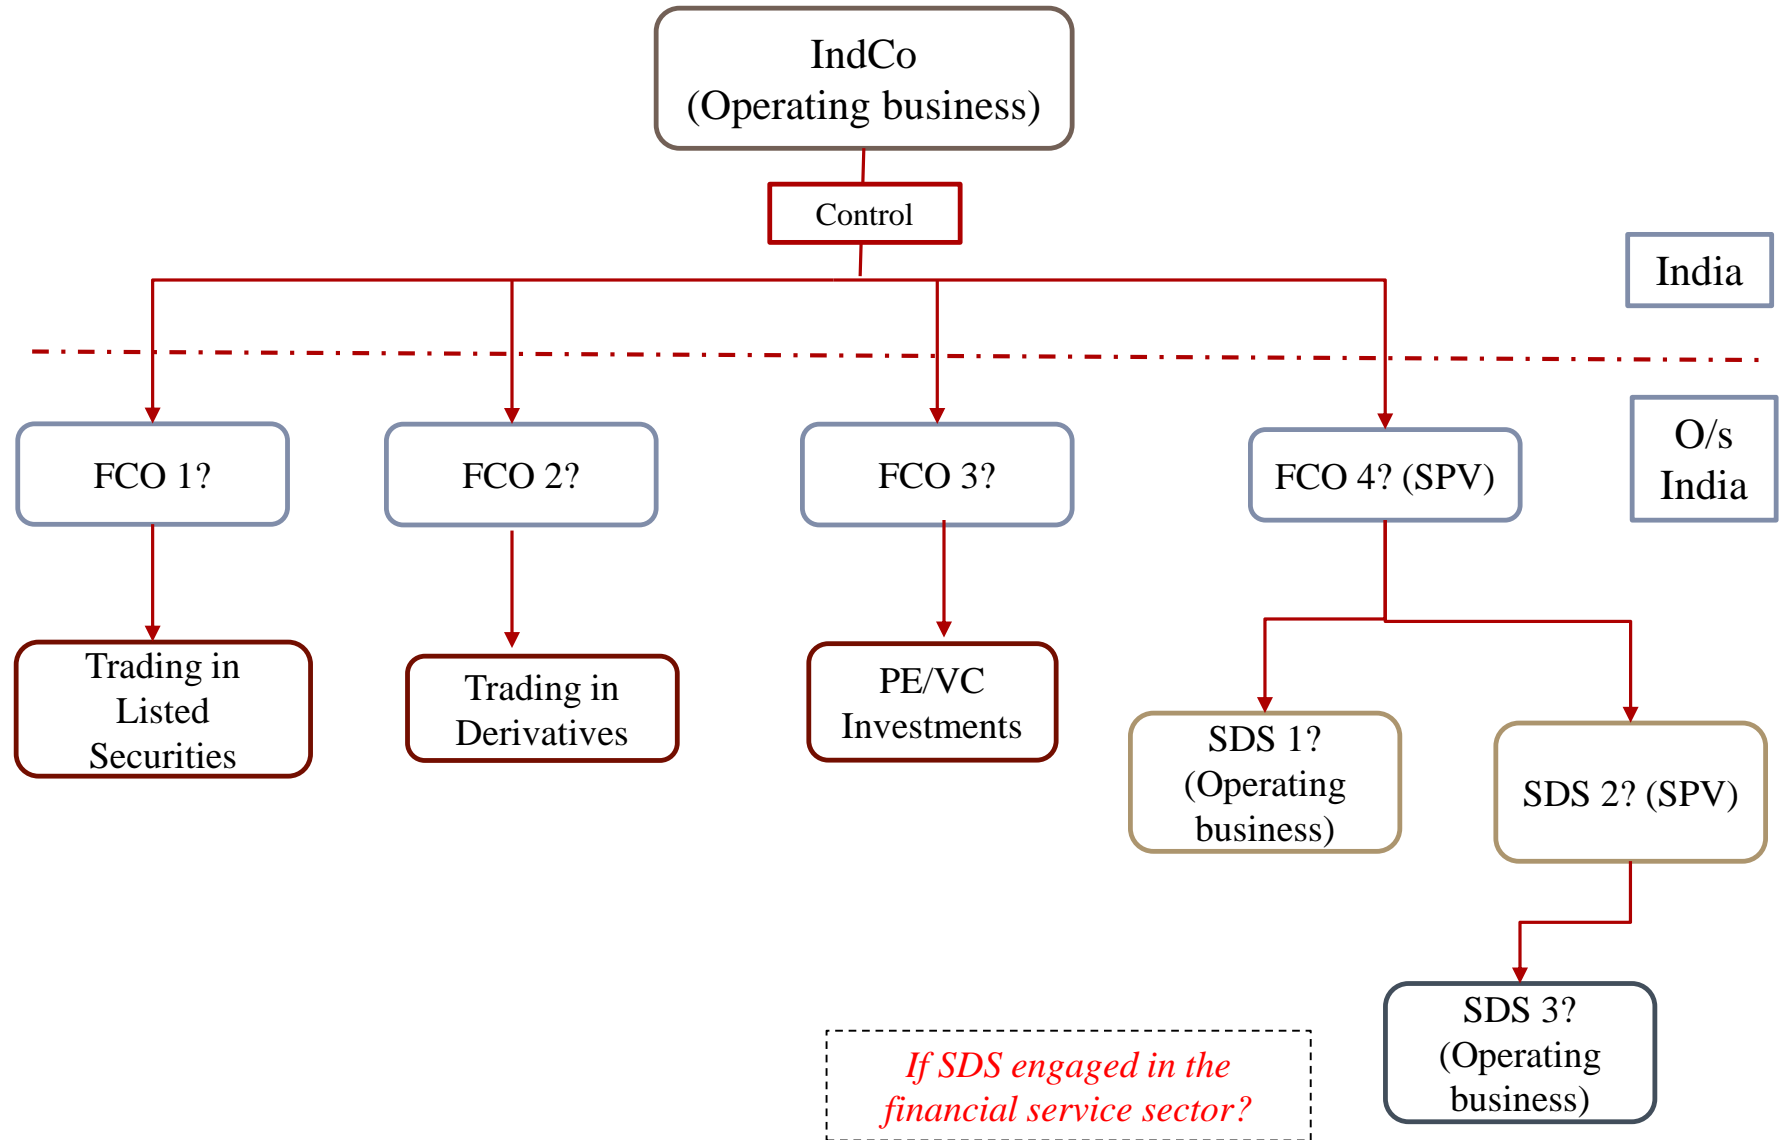 IndCo
(Operating business)
Control
India
O/s
India
FCO 1?
FCO 2?
FCO 3?
FCO 4? (SPV)
Trading in
Listed
Securities
Trading in
Derivatives
PE/VC
Investments
SDS 1?
(Operating
business)
SDS 2? (SPV)
SDS 3?
(Operating
business)
If SDS engaged in the
financial service sector?